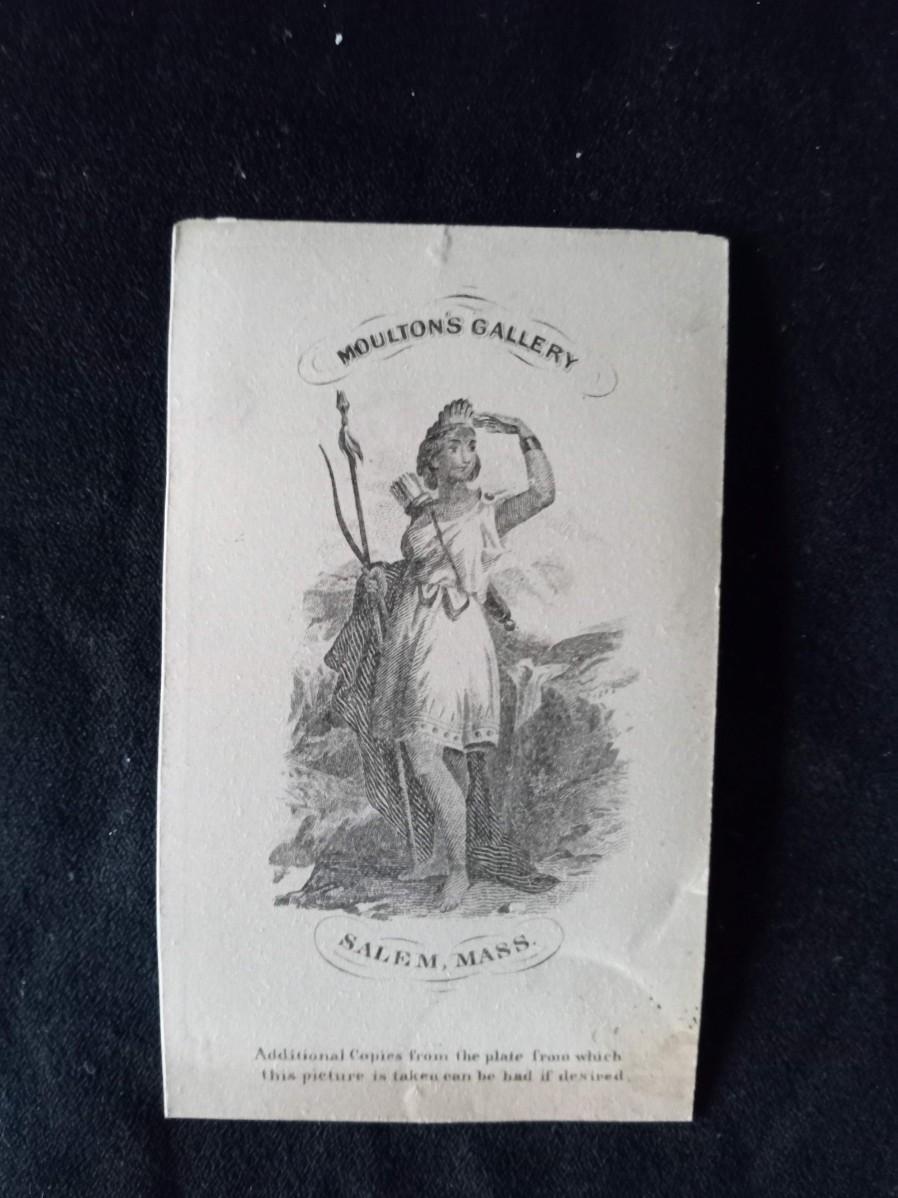 MOULTON'S GALLERY
SALEM, MASS.
Additional Copies from the plate from which
this picture is taken can be had if desired.